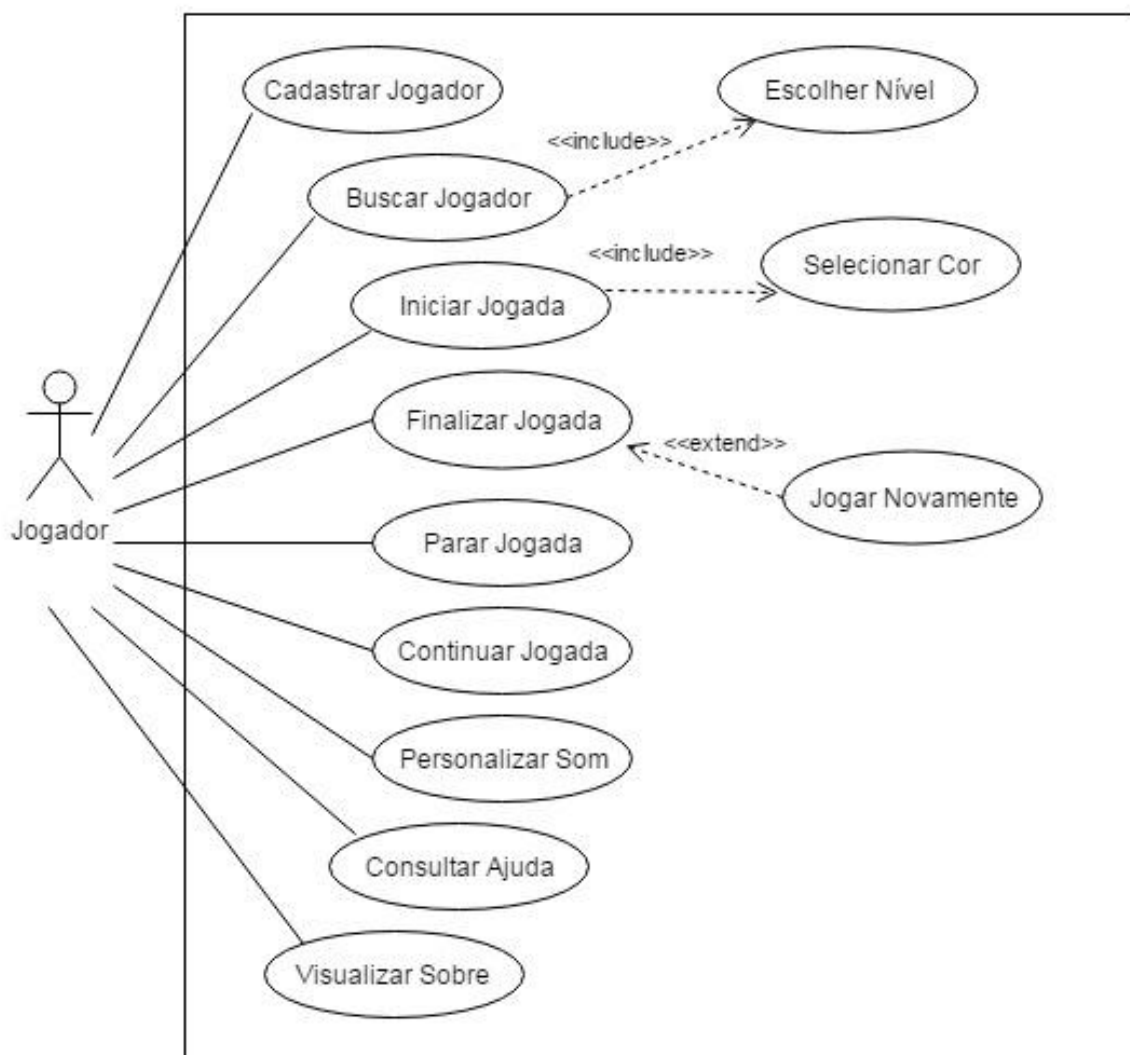 Cadastrar Jogador
Escolher Nível
<<include>>
Buscar Jogador
<<include>>
Selecionar Cor
Iniciar Jogada
Finalizar Jogada
<<extend>>
Jogar Novamente
Jogador
Parar Jogada
Continuar Jogada
Personalizar Som
Consultar Ajuda
Visualizar Sobre